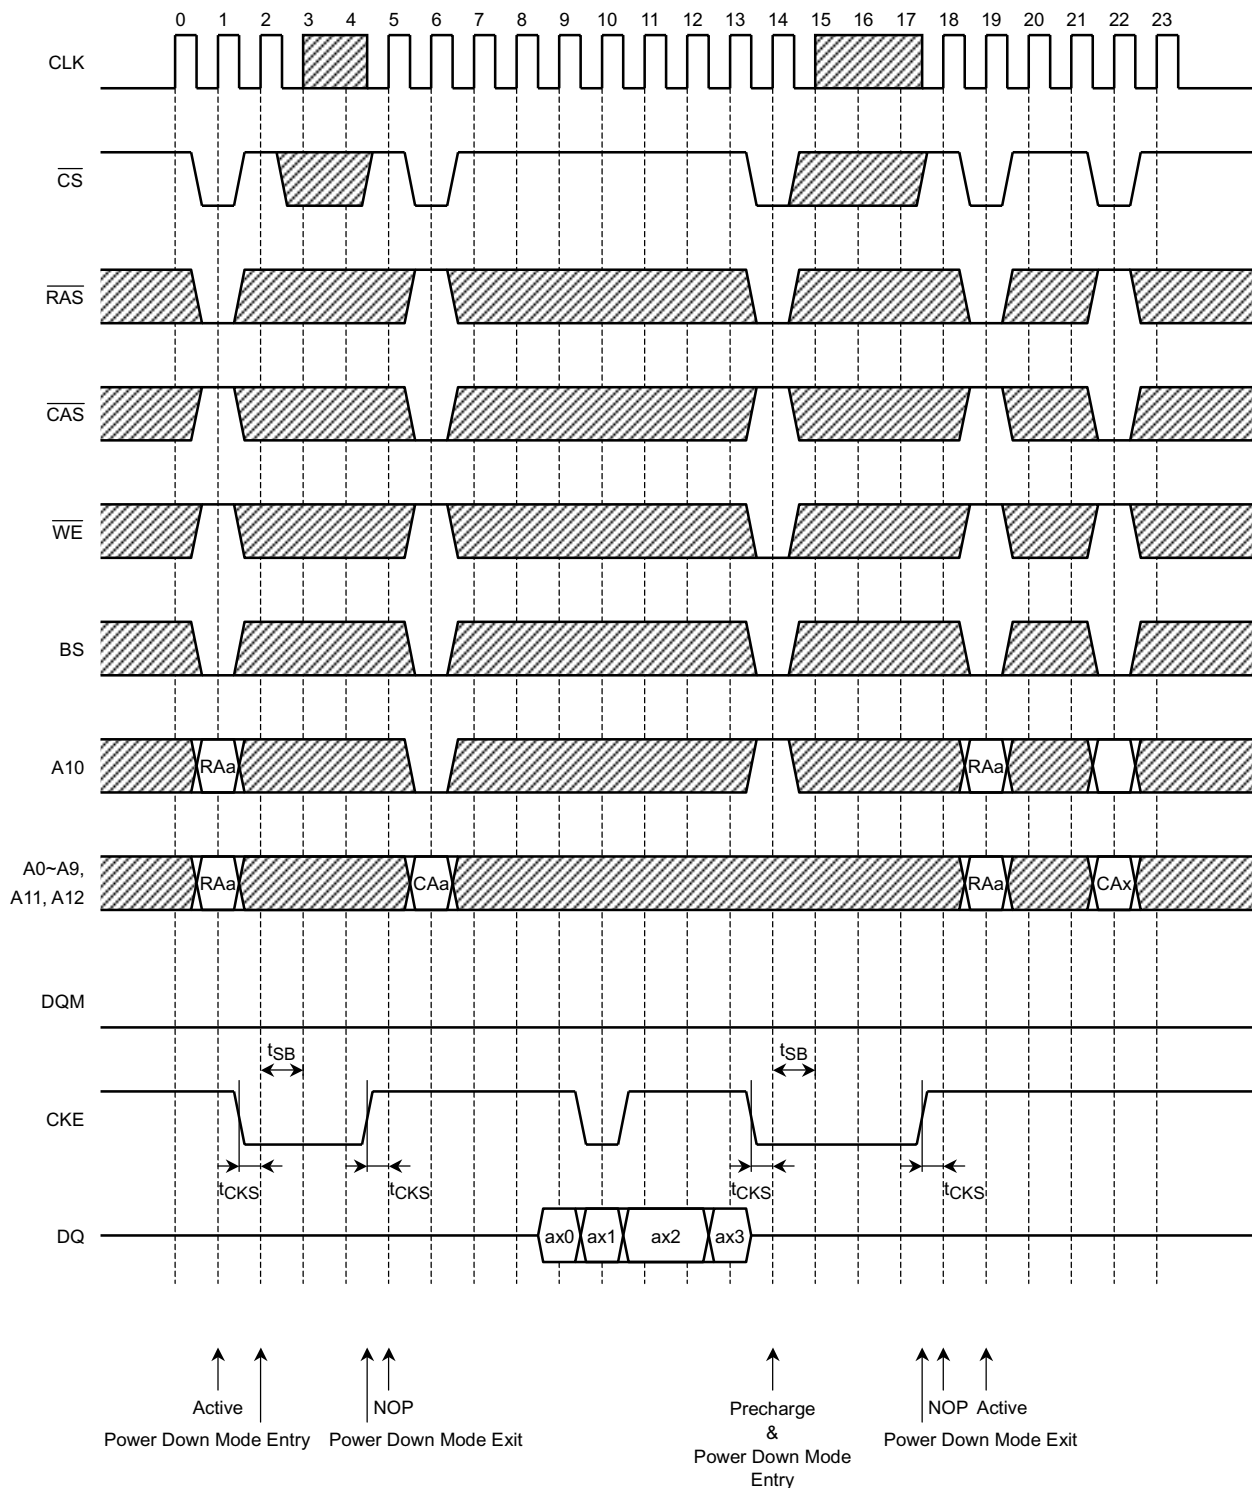 0 1 2 3 4 5 6 7 8 9 10 11 12 13 14 15 17 18 19 20 21 22 23
CLK
CS
RAS
CAS
WE
BS
A10
RAa
RAa
A0~A9,
A11, A12
RAa
CAa
RAa
CAx
DQM
tSB
tSB
CKE
tCKS
tCKS
tCKS
tCKS
DQ
ax0
ax1
ax2
ax3
Active
NOP
Precharge
NOP
Active
Power Down Mode Entry
Power Down Mode Exit
&
Power Down Mode Exit
Power Down Mode
Entry